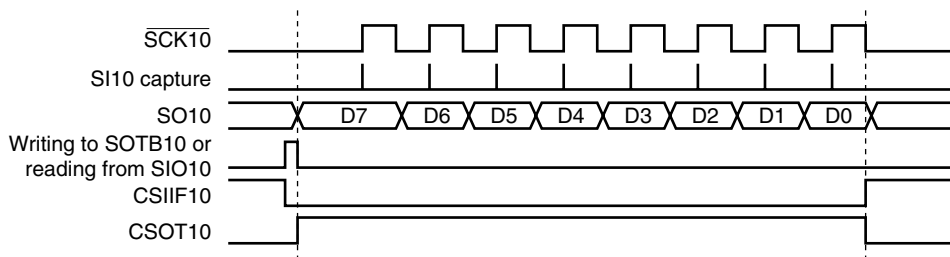 SCK10
SI10 capture
SO10 D7 D6 D5 D4 D3 D2 D1 D0
Writing to SOTB10 or
reading from SIO10
CSIIF10
CSOT10